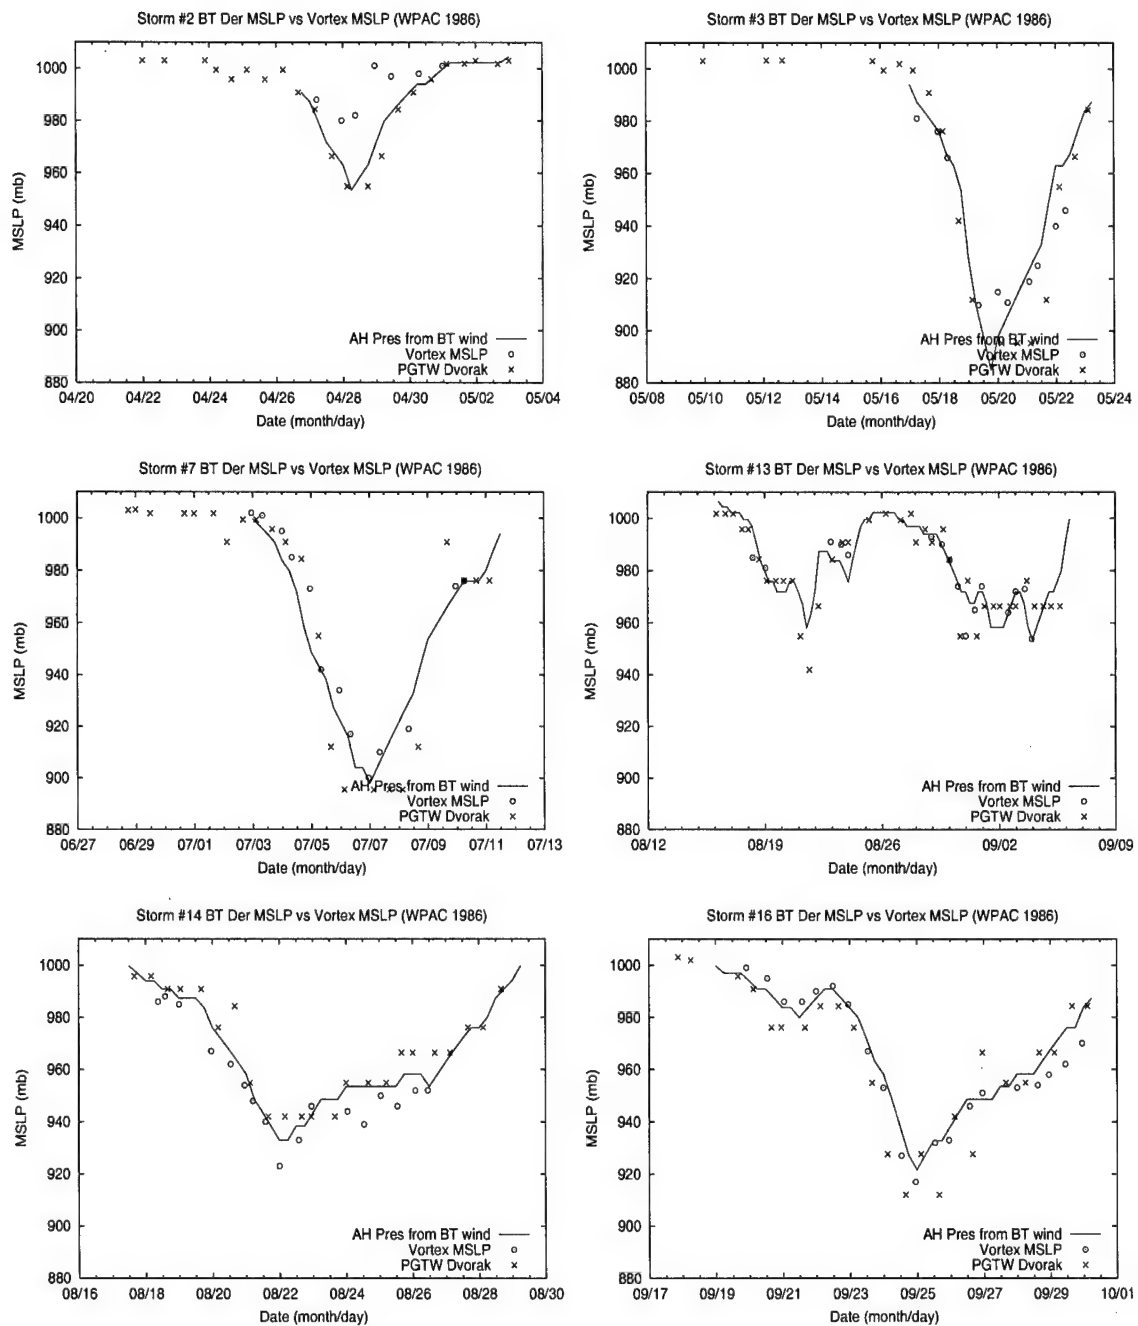 Storm #2 BT Der MSLP vs Vortex MSLP (WPAC 1986)
1000
980
960
940
920
900
880
MSLP (mb)
AH Pres from BT wind
Vortex MSLP
PGTW Dvorak
04/20 04/22 04/24 04/26 04/28 04/30 05/02 05/04
Date (month/day)
Storm #3 BT Der MSLP vs Vortex MSLP (WPAC 1986)
1000
980
960
940
920
900
880
MSLP (mb)
AH Pres from BT wind
Vortex MSLP
PGTW Dvorak
05/08 05/10 05/12 05/14 05/16 05/18 05/20 05/22 05/24
Date (month/day)
Storm #7 BT Der MSLP vs Vortex MSLP (WPAC 1986)
1000
980
960
940
920
900
880
MSLP (mb)
AH Pres from BT wind
Vortex MSLP
PGTW Dvorak
06/27 06/29 07/01 07/03 07/05 07/07 07/09 07/11 07/13
Date (month/day)
Storm #13 BT Der MSLP vs Vortex MSLP (WPAC 1986)
1000
980
960
940
920
900
880
MSLP (mb)
AH Pres from BT wind
Vortex MSLP
PGTW Dvorak
08/12 08/19 08/26 09/02 09/09
Date (month/day)
Storm #14 BT Der MSLP vs Vortex MSLP (WPAC 1986)
1000
980
960
940
920
900
880
MSLP (mb)
AH Pres from BT wind
Vortex MSLP
PGTW Dvorak
08/16 08/18 08/20 08/22 08/24 08/26 08/28 08/30
Date (month/day)
Storm #16 BT Der MSLP vs Vortex MSLP (WPAC 1986)
1000
980
960
940
920
900
880
MSLP (mb)
AH Pres from BT wind
Vortex MSLP
PGTW Dvorak
09/17 09/19 09/21 09/23 09/25 09/27 09/29 10/01
Date (month/day)